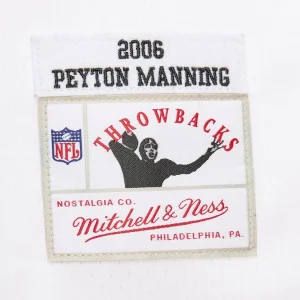 2006
PEYTON MANNING
THROWBACKS
NFL
NOSTALGIA CO.
Mitchell & Ness
PHILADELPHIA, PA.